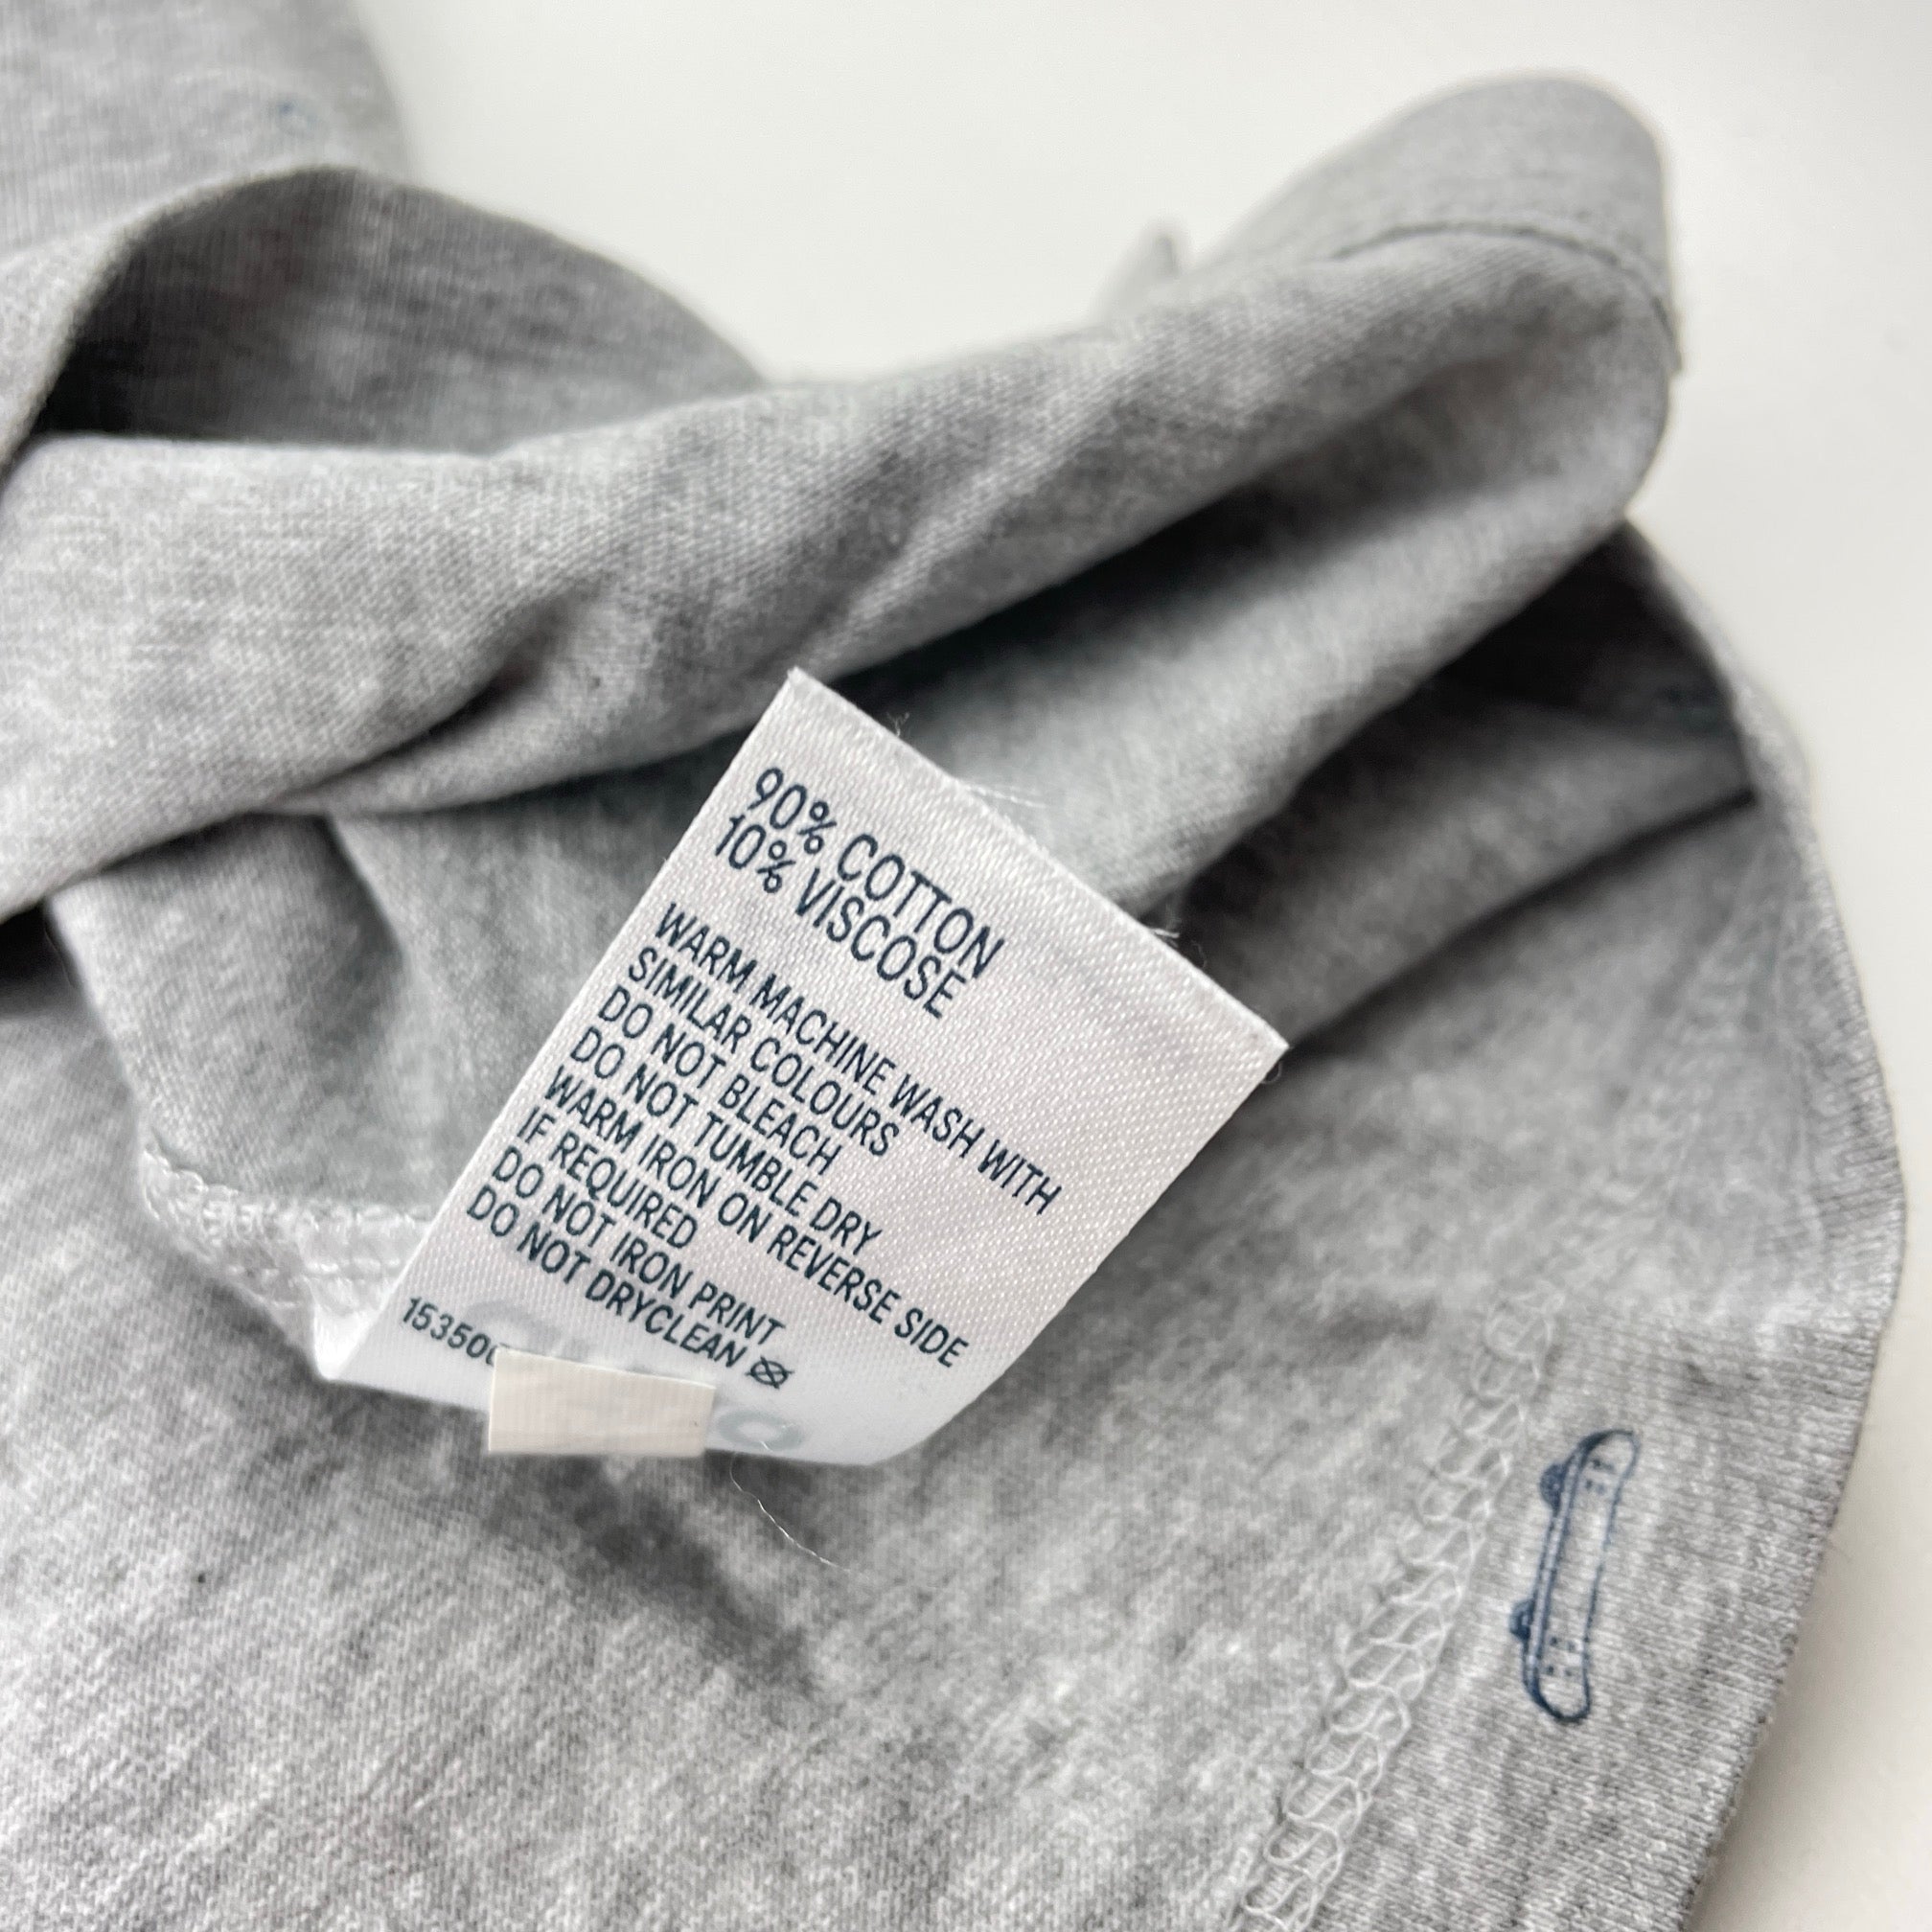 90% COTTON
10% VISCOSE
WARM MACHINE WASH WITH
SIMILAR COLOURS
DO NOT BLEACH
DO NOT TUMBLE DRY
WARM IRON ON REVERSE SIDE
IF REQUIRED
DO NOT IRON PRINT
DO NOT DRYCLEAN